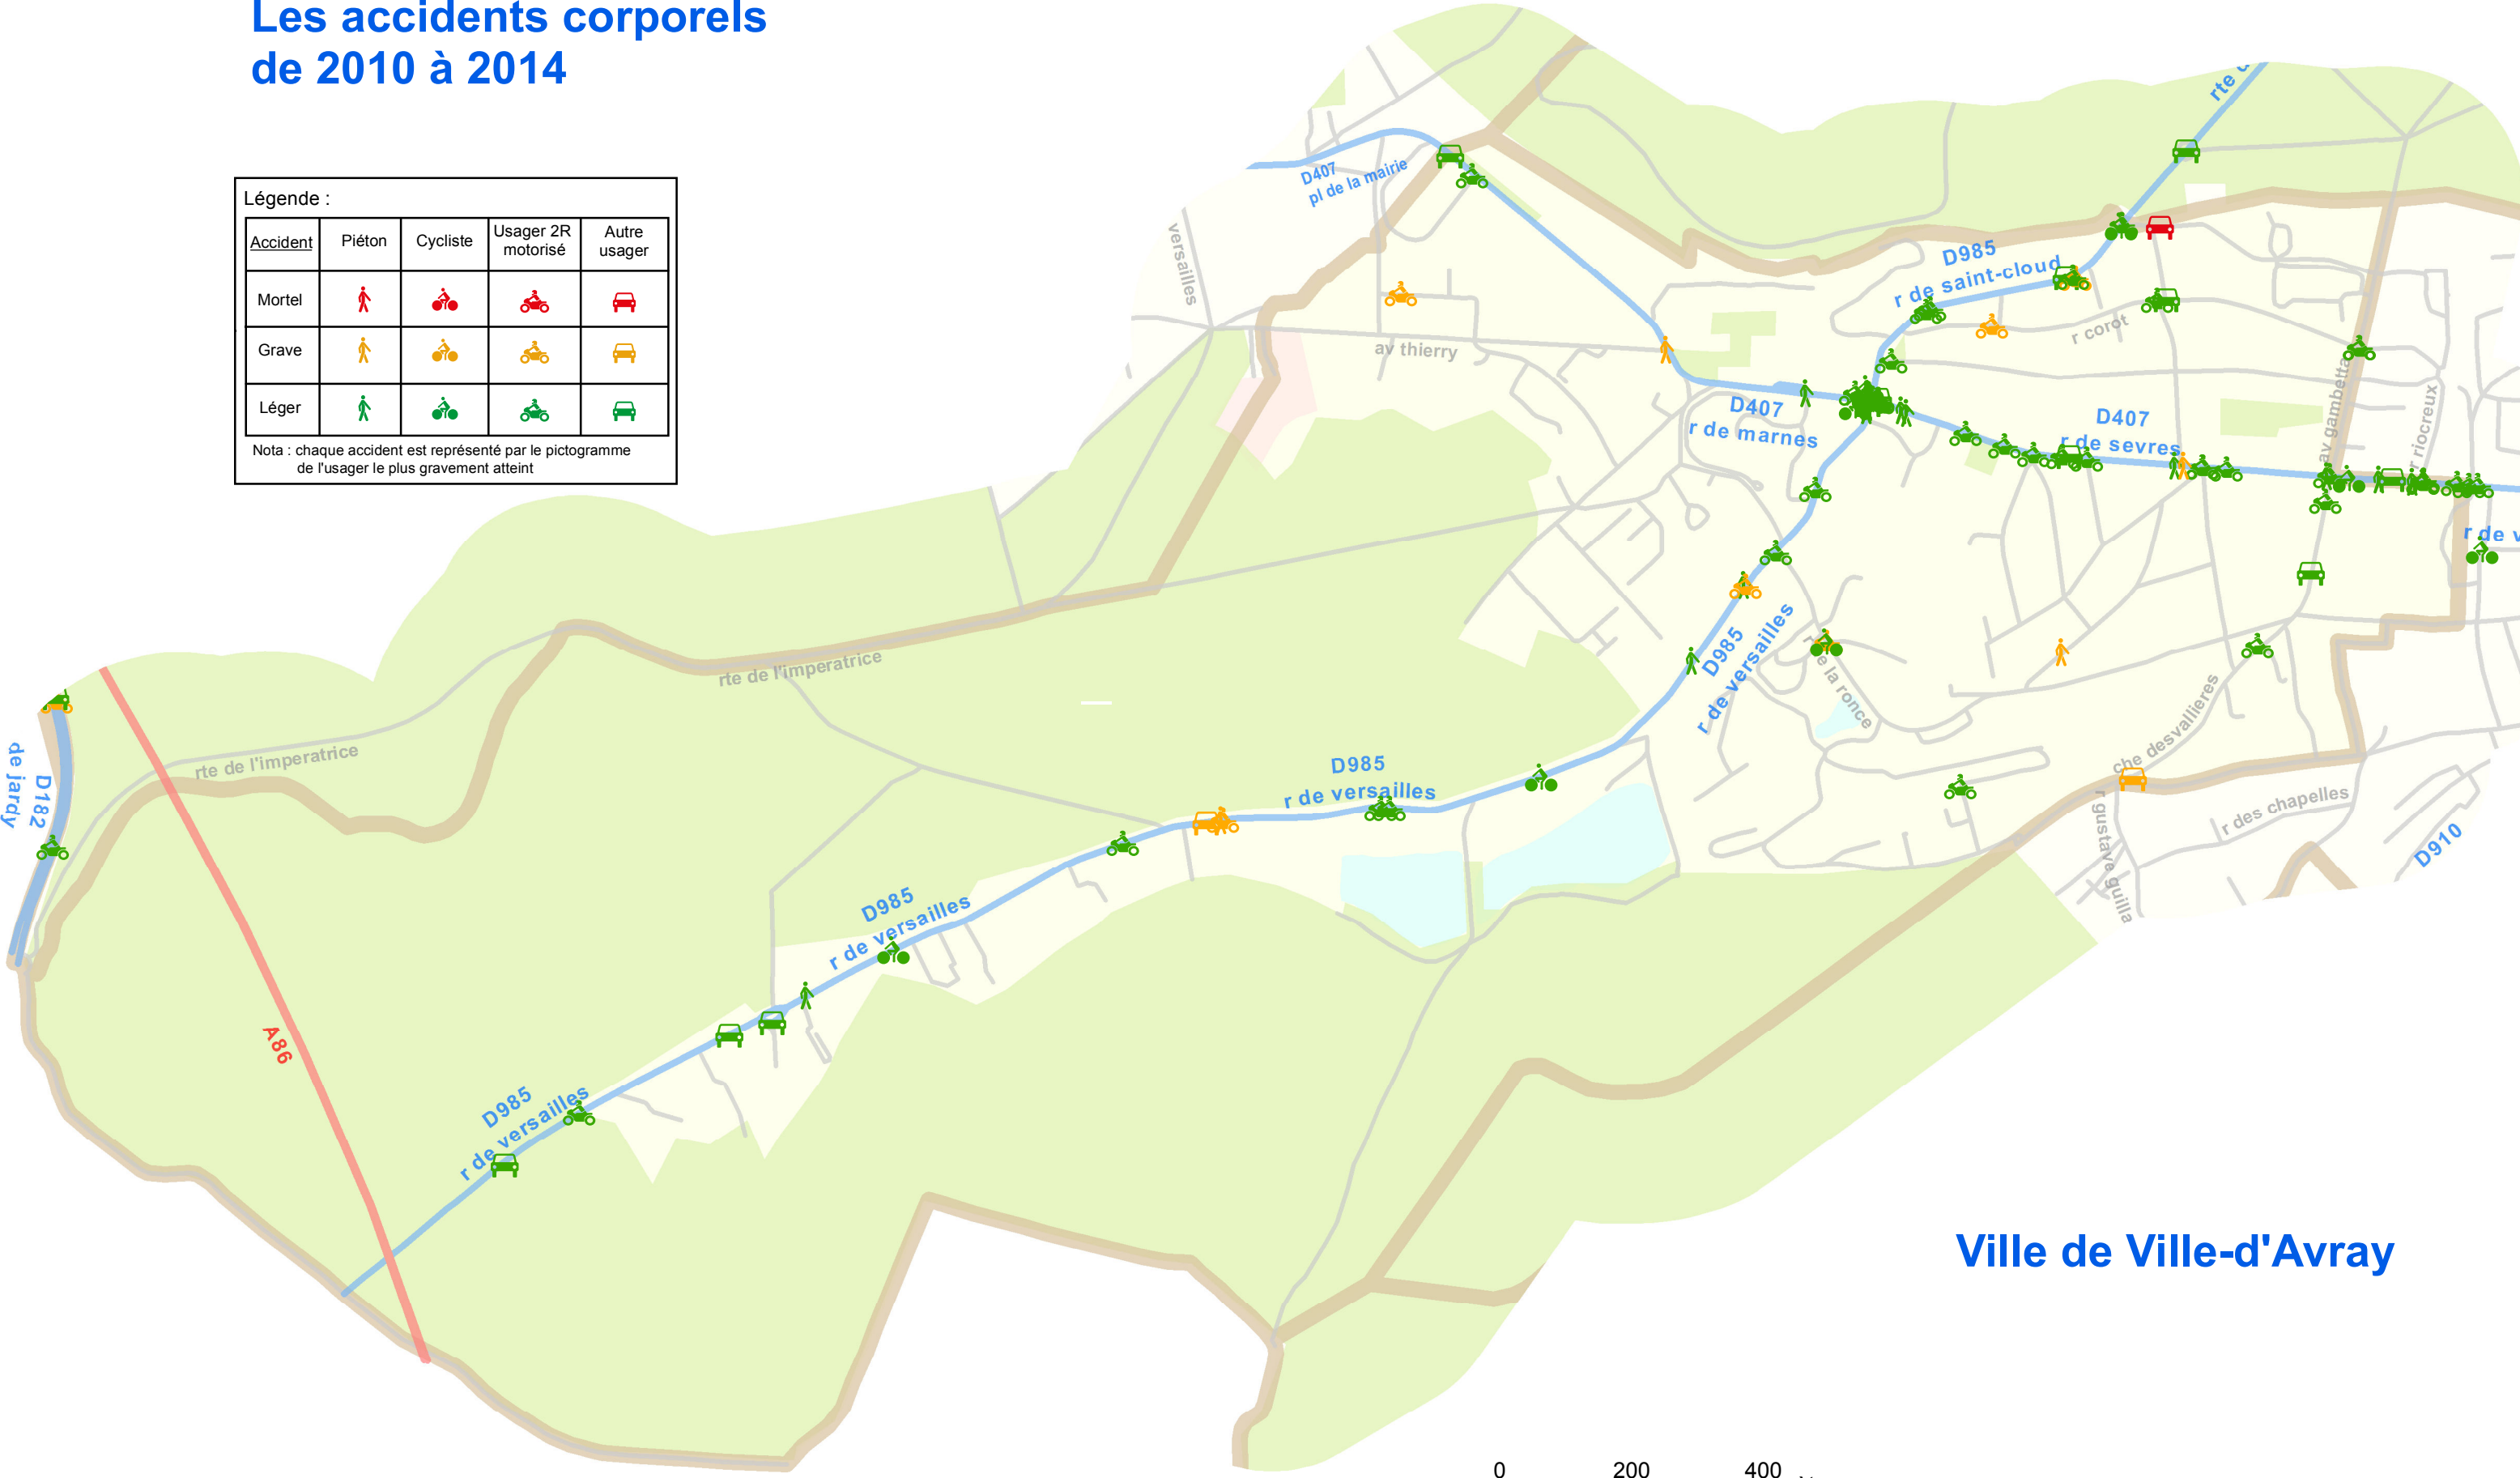 Les accidents corporels
de 2010 à 2014
Légende :
Accident
Piéton
Cycliste
Usager 2R
motorisé
Autre
usager
Mortel
Grave
Léger
Nota : chaque accident est représenté par le pictogramme
de l'usager le plus gravement atteint
rte
D407
pl de la mairie
versailles
D985
r de saint-cloud
r corot
av thierry
D407
r de marnes
D407
r de sevres
av gambetta
r riocreux
r de v
D985
r de versailles
la ronce
rte de l'imperatrice
rte de l'imperatrice
D182
de jardy
che desvallieres
r des chapelles
r gustave guilla
D910
D985
r de versailles
D985
r de versailles
A86
D985
r de versailles
Ville de Ville-d'Avray
0 200 400